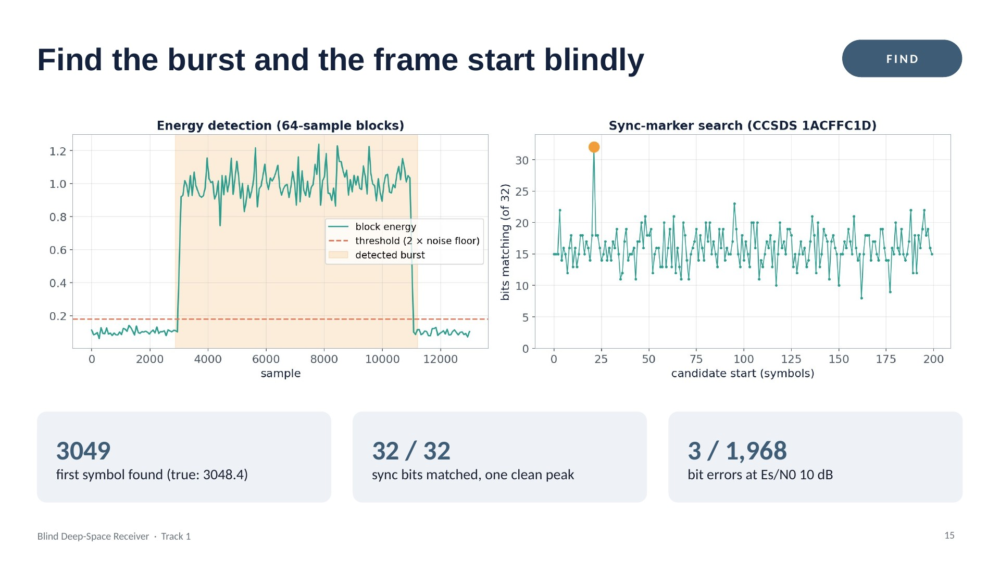 Find the burst and the frame start blindly
FIND
Energy detection (64-sample blocks)
1.2
1.0
0.8
0.6
0.4
0.2
block energy
threshold (2 × noise floor)
detected burst
0 2000 4000 6000 8000 10000 12000
sample
Sync-marker search (CCSDS 1ACFFC1D)
bits matching (of 32)
30
25
20
15
10
5
0
0 25 50 75 100 125 150 175 200
candidate start (symbols)
3049
first symbol found (true: 3048.4)
32 / 32
sync bits matched, one clean peak
3 / 1,968
bit errors at Es/N0 10 dB
Blind Deep-Space Receiver · Track 1
15